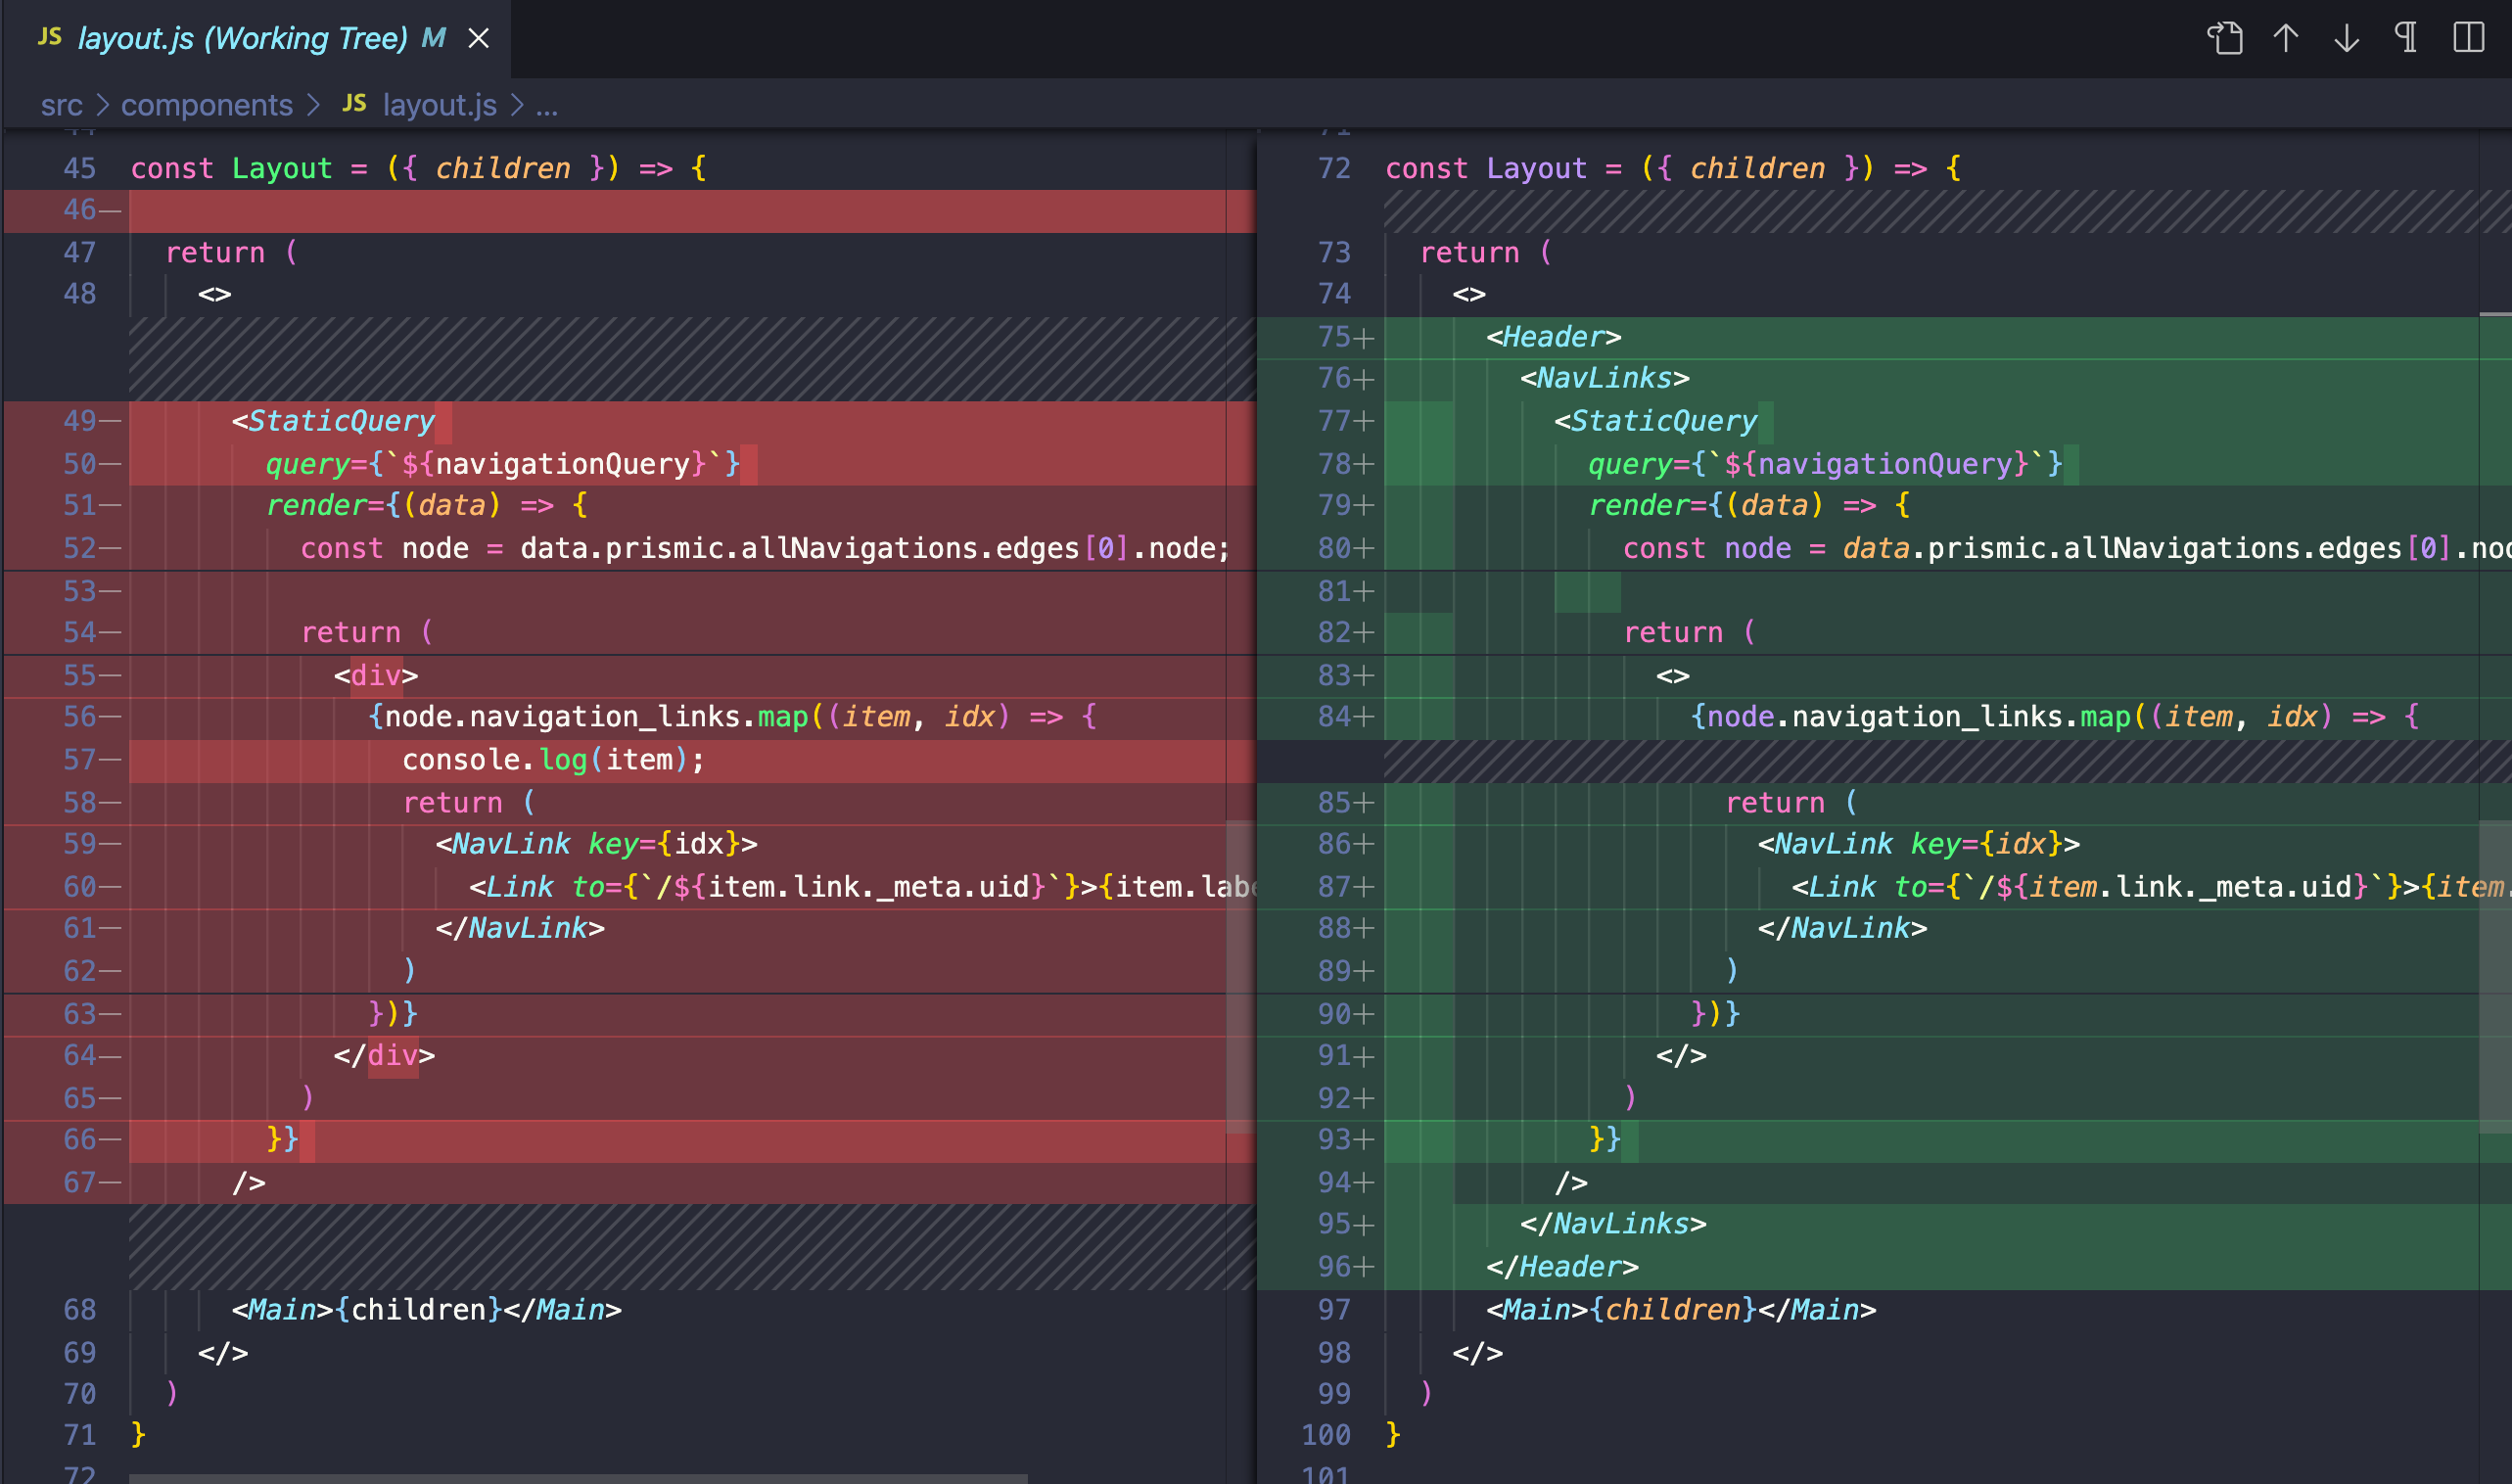 JS layout.js (Working Tree) M
src > components > JS layout.js > ...
44
45 const Layout = ({ children }) => {
46—
47 return (
48 <>
49— <StaticQuery
50— query={`${navigationQuery}`}
51— render={(data) => {
52— const node = data.prismic.allNavigations.edges[0].node;
53—
54— return (
55— <div>
56— {node.navigation_links.map((item, idx) => {
57— console.log(item);
58— return (
59— <NavLink key={idx}>
60— <Link to={`/${item.link._meta.uid}`}>{item.labe
61— </NavLink>
62— )
63— })}
64— </div>
65— )
66— }}
67— />
68 <Main>{children}</Main>
69 </>
70 )
71 }
72
71
72 const Layout = ({ children }) => {
73 return (
74 <>
75+ <Header>
76+ <NavLinks>
77+ <StaticQuery
78+ query={`${navigationQuery}`}
79+ render={(data) => {
80+ const node = data.prismic.allNavigations.edges[0].nod
81+
82+ return (
83+ <>
84+ {node.navigation_links.map((item, idx) => {
85+ return (
86+ <NavLink key={idx}>
87+ <Link to={`/${item.link._meta.uid}`}>{item.
88+ </NavLink>
89+ )
90+ })}
91+ </>
92+ )
93+ }}
94+ />
95+ </NavLinks>
96+ </Header>
97 <Main>{children}</Main>
98 </>
99 )
100 }
101